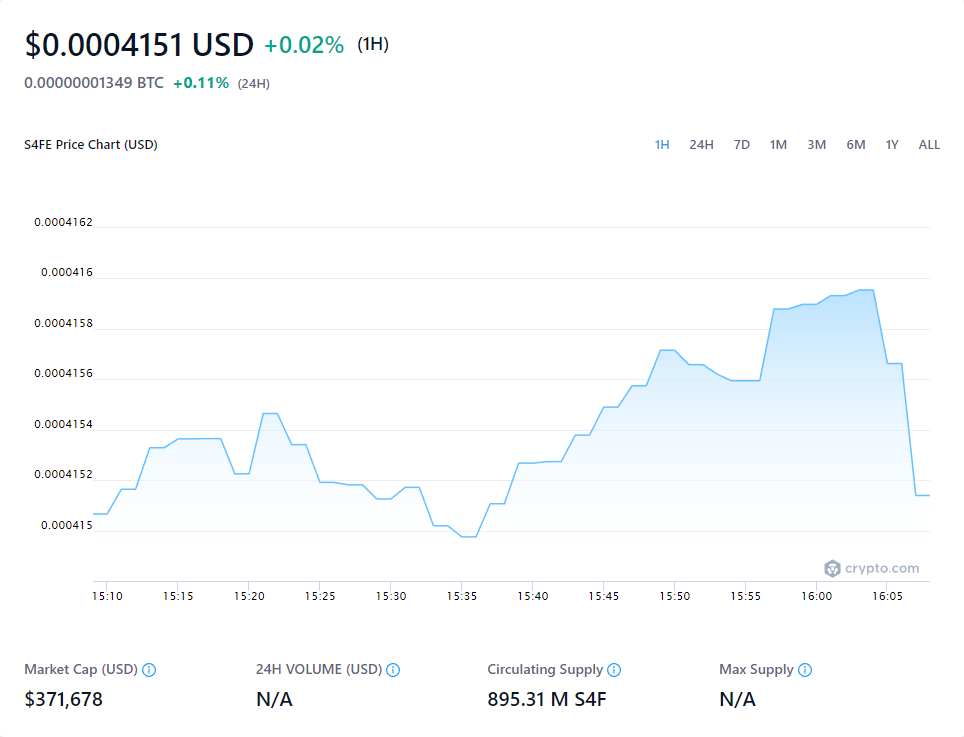 $0.0004151 USD +0.02% (1H)
0.00000001349 BTC +0.11% (24H)
S4FE Price Chart (USD) 1H 24H 7D 1M 3M 6M 1Y ALL
0.0004162
0.000416
0.0004158
0.0004156
0.0004154
0.0004152
0.000415
crypto.com
15:10 15:15 15:20 15:25 15:30 15:35 15:40 15:45 15:50 15:55 16:00 16:05
Market Cap (USD) 24H VOLUME (USD) Circulating Supply Max Supply
$371,678 N/A 895.31 M S4F N/A